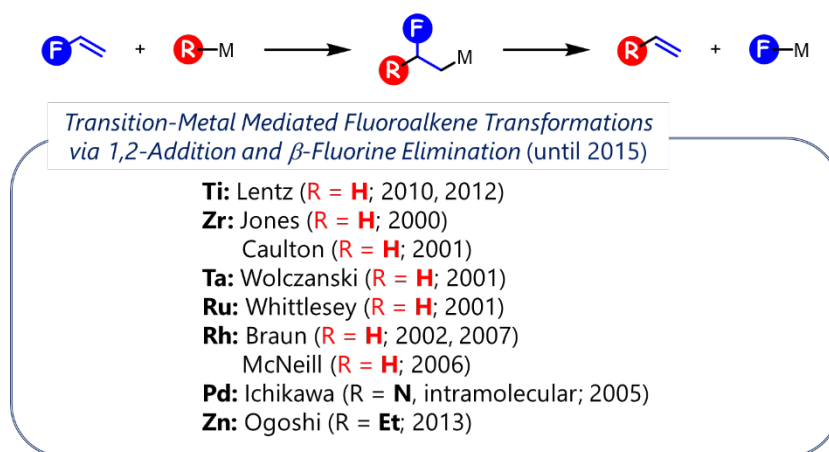 F + R–M F R M R + F–M
Transition-Metal Mediated Fluoroalkene Transformations
via 1,2-Addition and β-Fluorine Elimination (until 2015)
Ti: Lentz (R = H; 2010, 2012)
Zr: Jones (R = H; 2000)
Caulton (R = H; 2001)
Ta: Wolczanski (R = H; 2001)
Ru: Whittlesey (R = H; 2001)
Rh: Braun (R = H; 2002, 2007)
McNeill (R = H; 2006)
Pd: Ichikawa (R = N, intramolecular; 2005)
Zn: Ogoshi (R = Et; 2013)